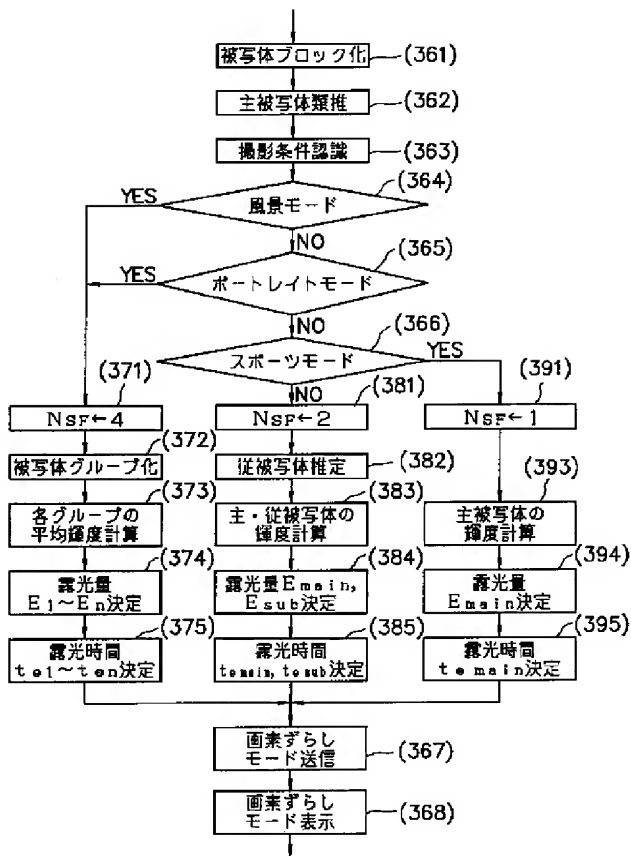 被写体ブロック化
(361)
主被写体類推
(362)
撮影条件認識
(363)
(364)
YES
風景モード
NO
(365)
YES
ポートレイトモード
NO
(366)
スポーツモード
YES
(371)
NO
(381)
(391)
NSF←4
NSF←2
NSF←1
(372)
被写体グループ化
従被写体推定
(382)
(373)
(383)
(393)
各グループの
平均輝度計算
主・従被写体の
輝度計算
主被写体の
輝度計算
(374)
(384)
(394)
露光量
E1~En決定
露光量Emain,
Esub決定
露光量
Emain決定
(375)
(385)
(395)
露光時間
te1~ten決定
露光時間
temain, tesub決定
露光時間
temain決定
画素ずらし
モード送信
(367)
画素ずらし
モード表示
(368)